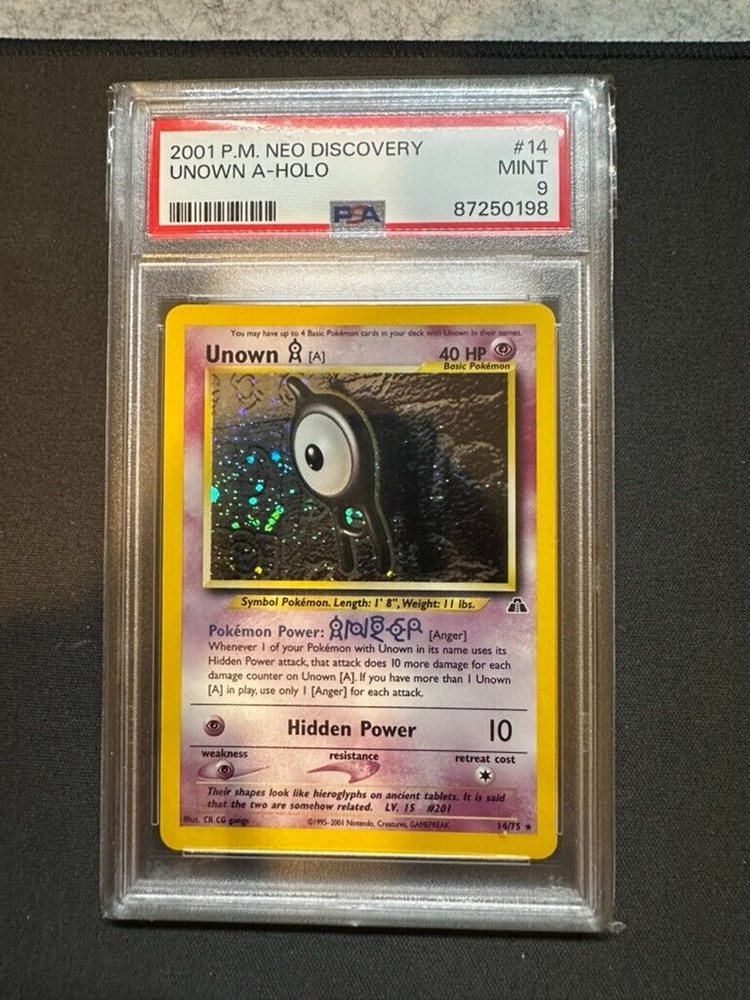 2001 P.M. NEO DISCOVERY #14
UNOWN A-HOLO MINT
9
PSA 87250198
You may have up to 4 Basic Pokémon cards in your deck with Unown in their names.
Unown [A] 40 HP
Basic Pokémon
Symbol Pokémon. Length: 1' 8", Weight: 11 lbs.
Pokémon Power: ANGER [Anger]
Whenever 1 of your Pokémon with Unown in its name uses its
Hidden Power attack, that attack does 10 more damage for each
damage counter on Unown [A]. If you have more than 1 Unown
[A] in play, use only 1 [Anger] for each attack.
Hidden Power 10
weakness resistance retreat cost
Their shapes look like hieroglyphs on ancient tablets. It is said
that the two are somehow related. LV. 15 #201
Illus. CR CG gangs ©1995-2001 Nintendo, Creatures, GAMEFREAK. 14/75 ★